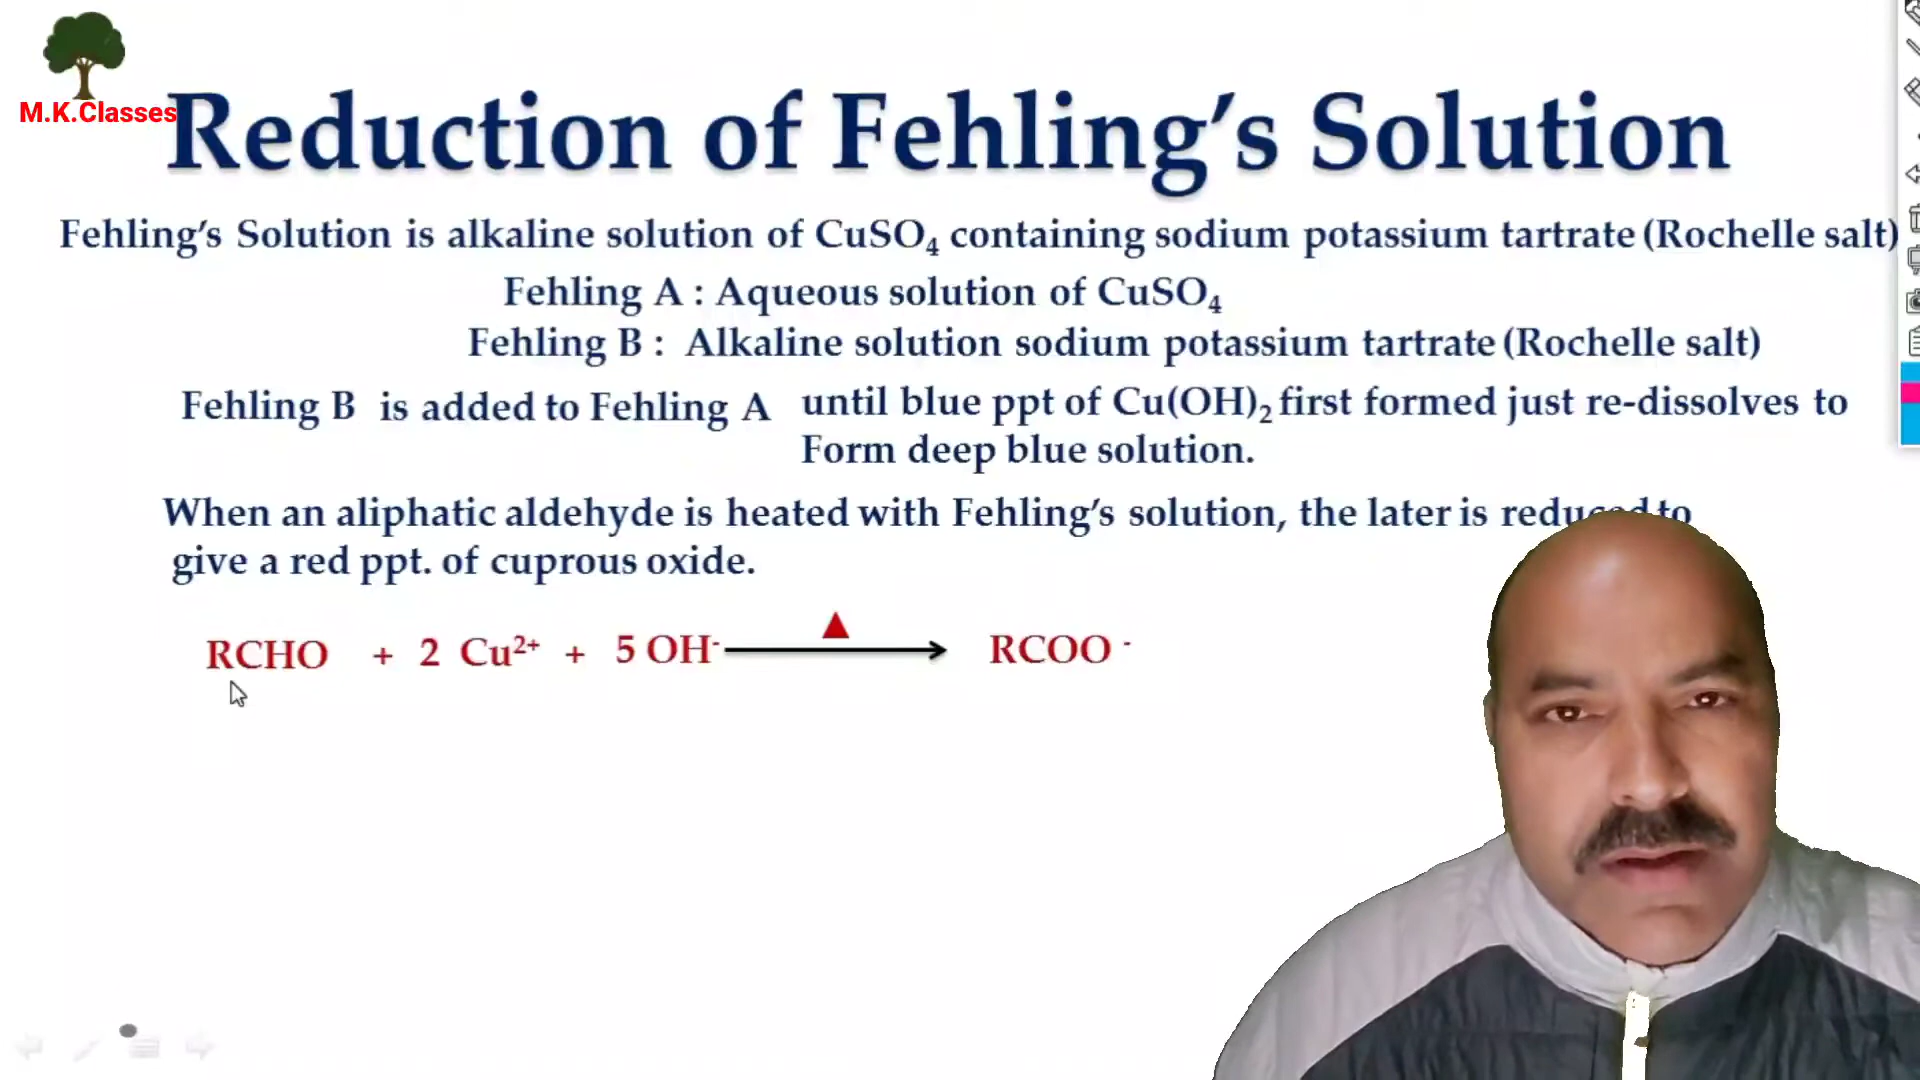 M.K.Classes
Reduction of Fehling’s Solution
Fehling’s Solution is alkaline solution of CuSO₄ containing sodium potassium tartrate (Rochelle salt)
Fehling A : Aqueous solution of CuSO₄
Fehling B : Alkaline solution sodium potassium tartrate (Rochelle salt)
Fehling B is added to Fehling A until blue ppt of Cu(OH)₂ first formed just re-dissolves to
Form deep blue solution.
When an aliphatic aldehyde is heated with Fehling’s solution, the later is reduced to
give a red ppt. of cuprous oxide.
RCHO + 2 Cu²⁺ + 5 OH⁻ ⟶ RCOO ⁻